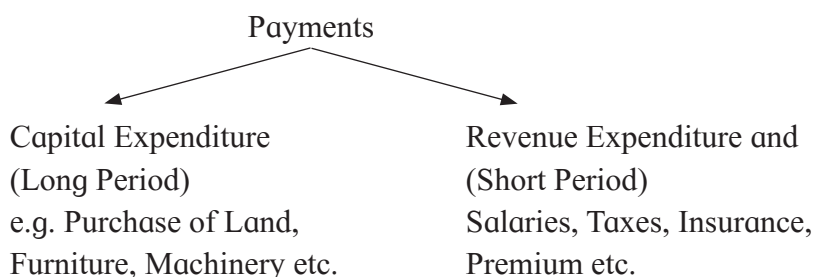 Payments
Capital Expenditure
(Long Period)
e.g. Purchase of Land,
Furniture, Machinery etc.
Revenue Expenditure and
(Short Period)
Salaries, Taxes, Insurance,
Premium etc.